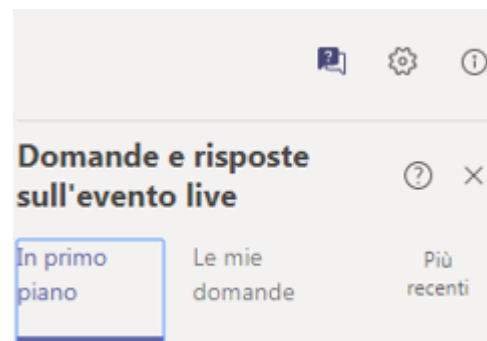 Domande e risposte
sull'evento live
In primo
piano
Le mie
domande
Più
recenti